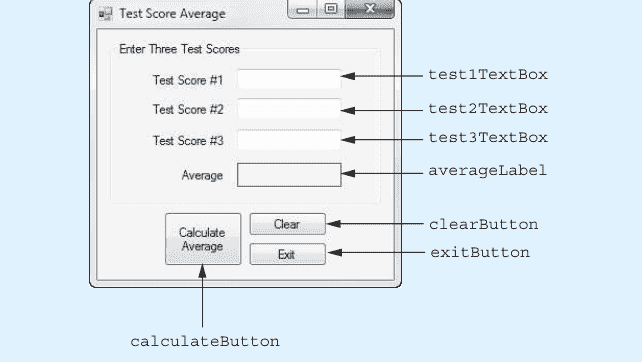 Test Score Average
Enter Three Test Scores
Test Score #1
test1TextBox
Test Score #2
test2TextBox
Test Score #3
test3TextBox
Average
averageLabel
Calculate
Average
Clear
clearButton
Exit
exitButton
calculateButton